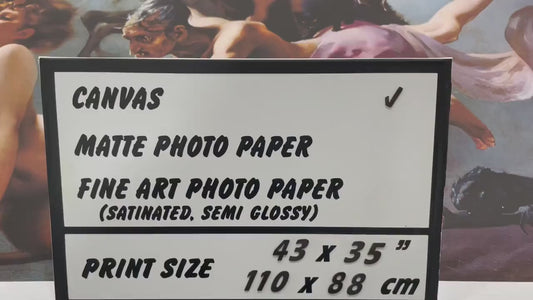 CANVAS ✓
MATTE PHOTO PAPER
FINE ART PHOTO PAPER
(SATINATED, SEMI GLOSSY)
PRINT SIZE 43 x 35 ”
110 x 88 cm